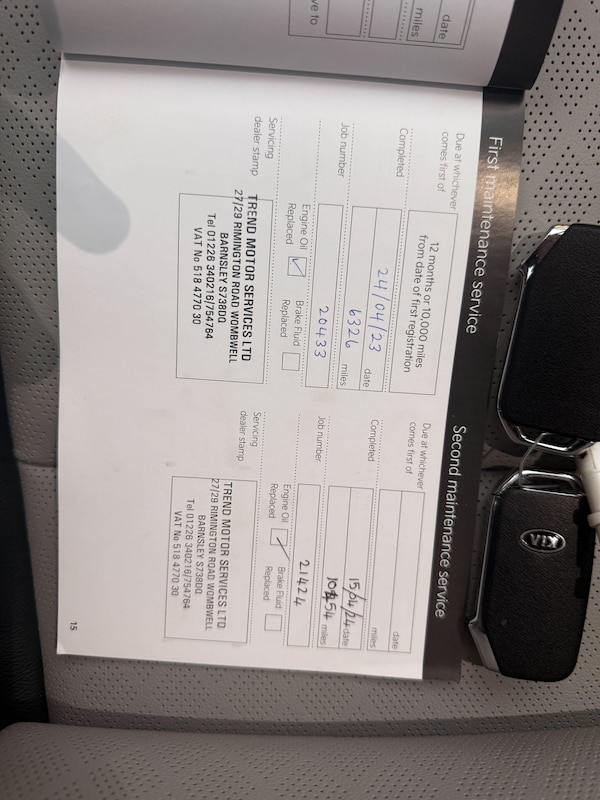 date
miles
ve to
First maintenance service
Due at whichever
comes first of
12 months or 10,000 miles
from date of first registration
Completed
24/04/23 date
6326 miles
Job number
20433
Engine Oil
Replaced
Brake Fluid
Replaced
Servicing
dealer stamp
TREND MOTOR SERVICES LTD
27/29 RIMINGTON ROAD WOMBWELL
BARNSLEY S738DQ
Tel 01226 340216/754764
VAT No 518 4770 30
Second maintenance service
Due at whichever
comes first of
date
miles
Completed
15/04/24 date
miles
Job number
21424
Engine Oil
Replaced
Brake Fluid
Replaced
Servicing
dealer stamp
TREND MOTOR SERVICES LTD
27/29 RIMINGTON ROAD WOMBWELL
BARNSLEY S738DQ
Tel 01226 340216/754764
VAT No 518 4770 30
15
KIA